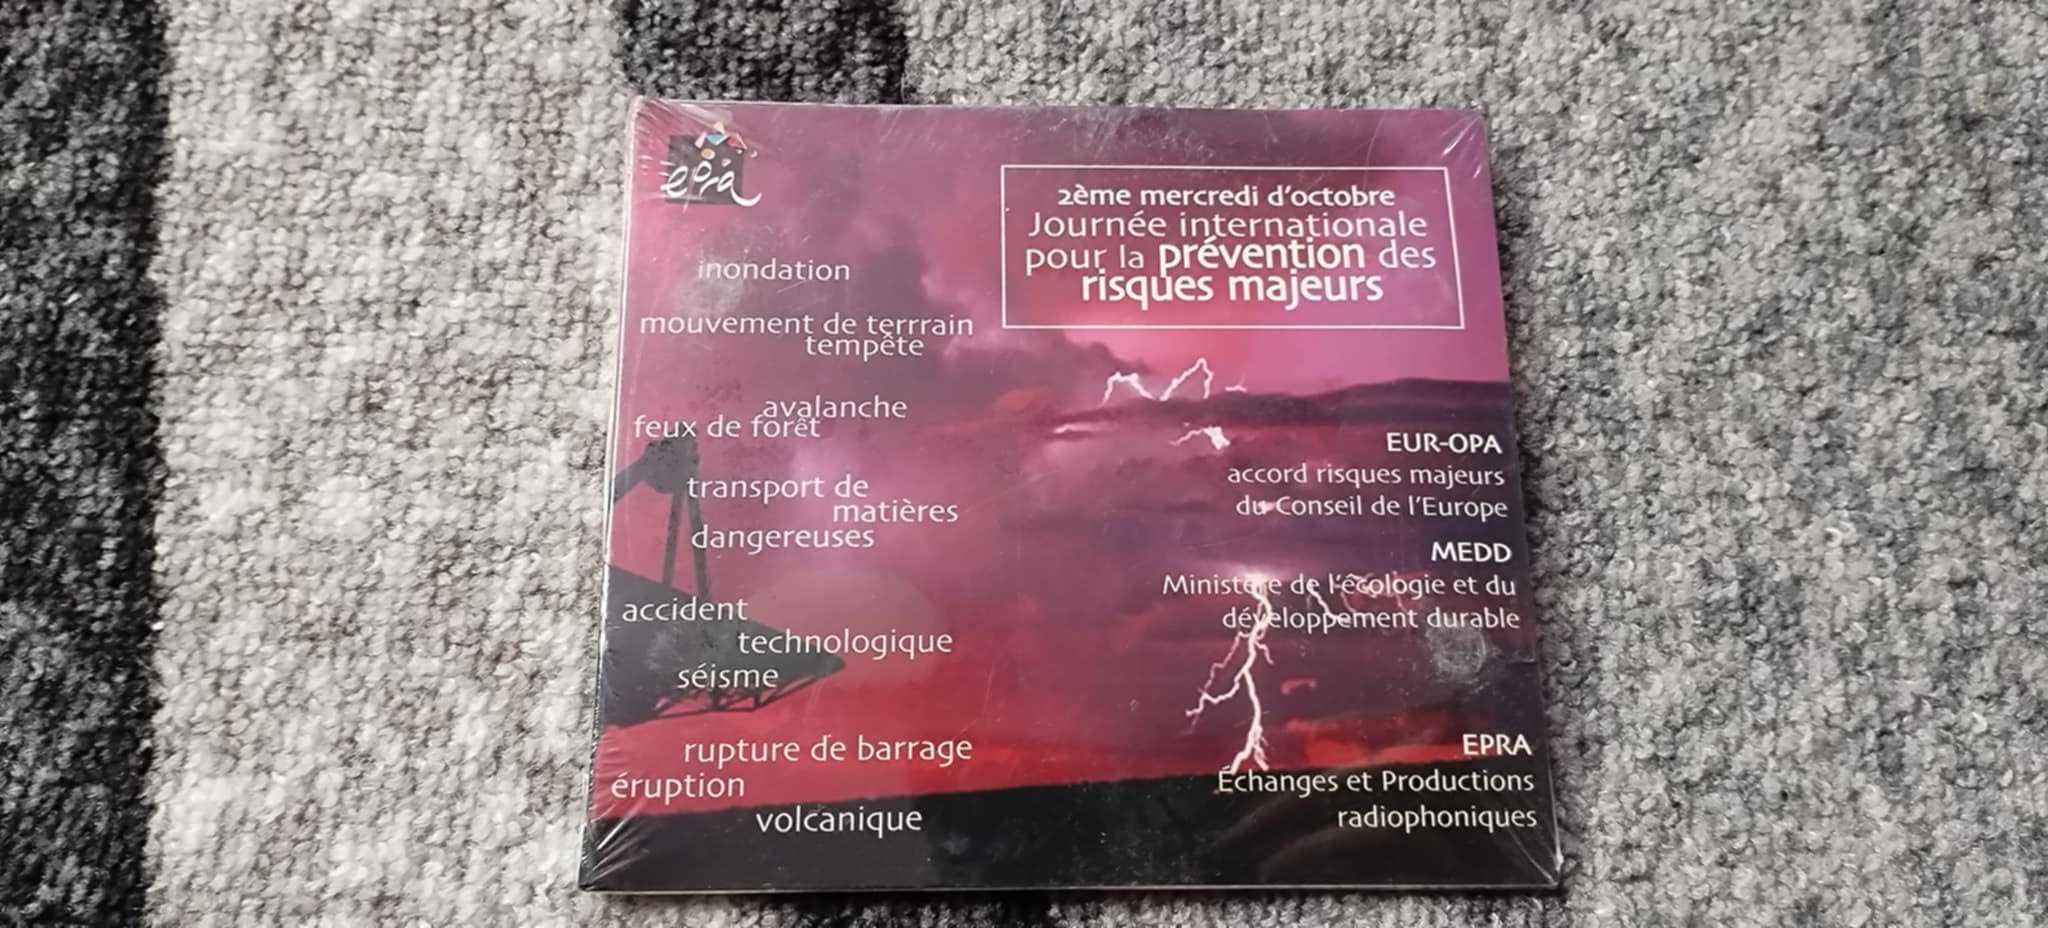 epra
2ème mercredi d'octobre
Journée internationale
pour la prévention des
risques majeurs
inondation
mouvement de terrrain
tempête
avalanche
feux de forêt
transport de
matières
dangereuses
accident
technologique
séisme
rupture de barrage
éruption
volcanique
EUR-OPA
accord risques majeurs
du Conseil de l'Europe
MEDD
Ministère de l'écologie et du
développement durable
EPRA
Échanges et Productions
radiophoniques